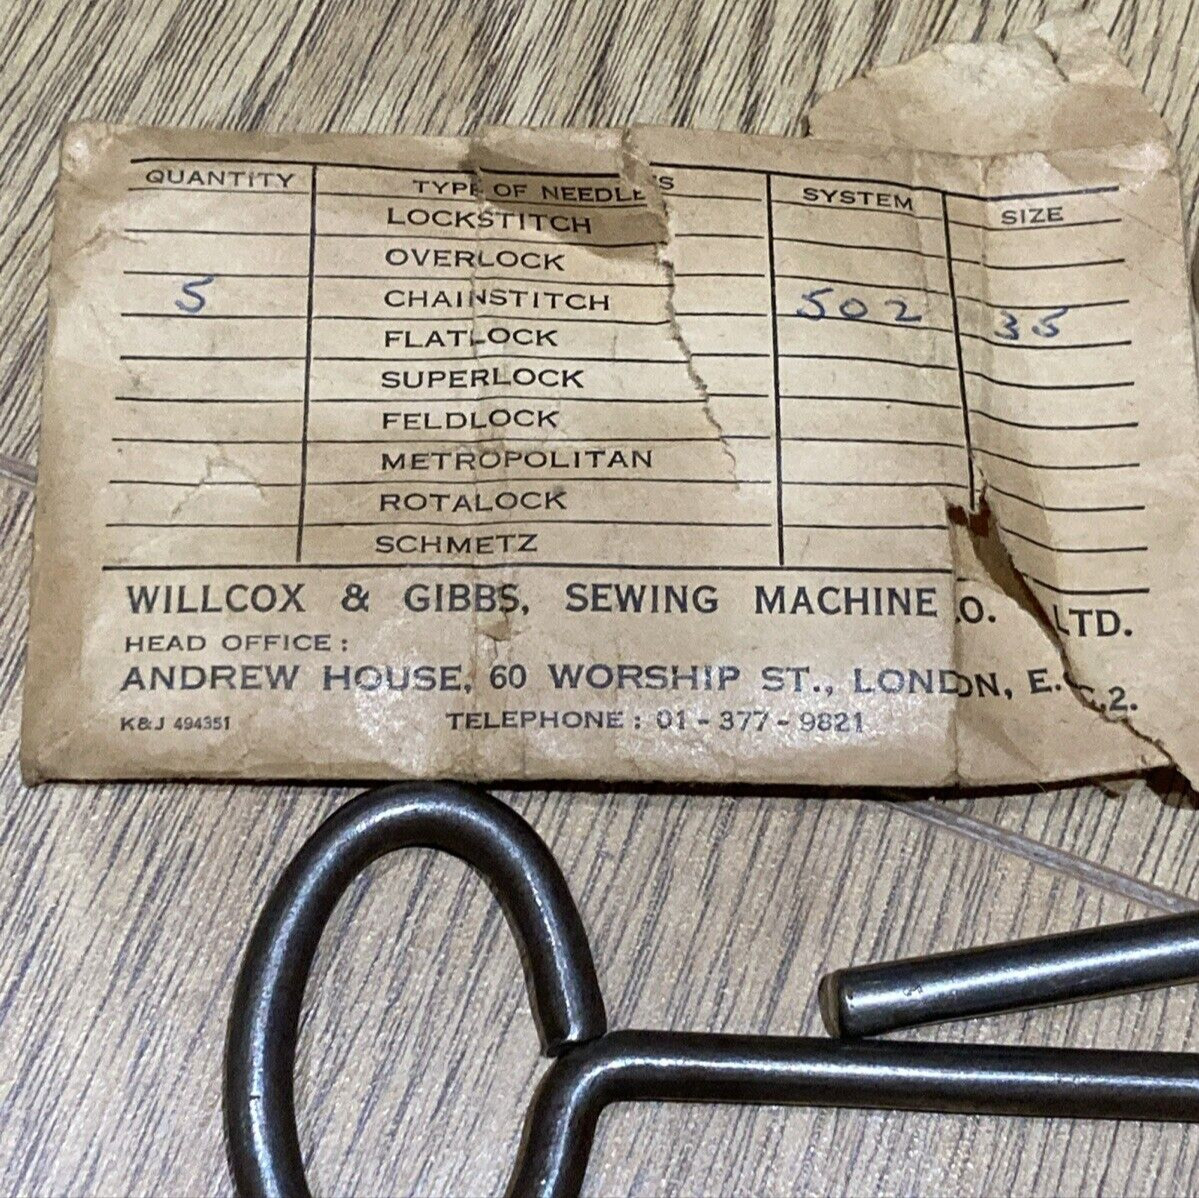 QUANTITY TYPE OF NEEDLES SYSTEM SIZE
LOCKSTITCH
OVERLOCK
5 CHAINSTITCH 502 35
FLATLOCK
SUPERLOCK
FELDLOCK
METROPOLITAN
ROTALOCK
SCHMETZ
WILLCOX & GIBBS, SEWING MACHINE O. LTD.
HEAD OFFICE :
ANDREW HOUSE, 60 WORSHIP ST., LONDON, E.C.2.
K&J 494351 TELEPHONE : 01 - 377 - 9821